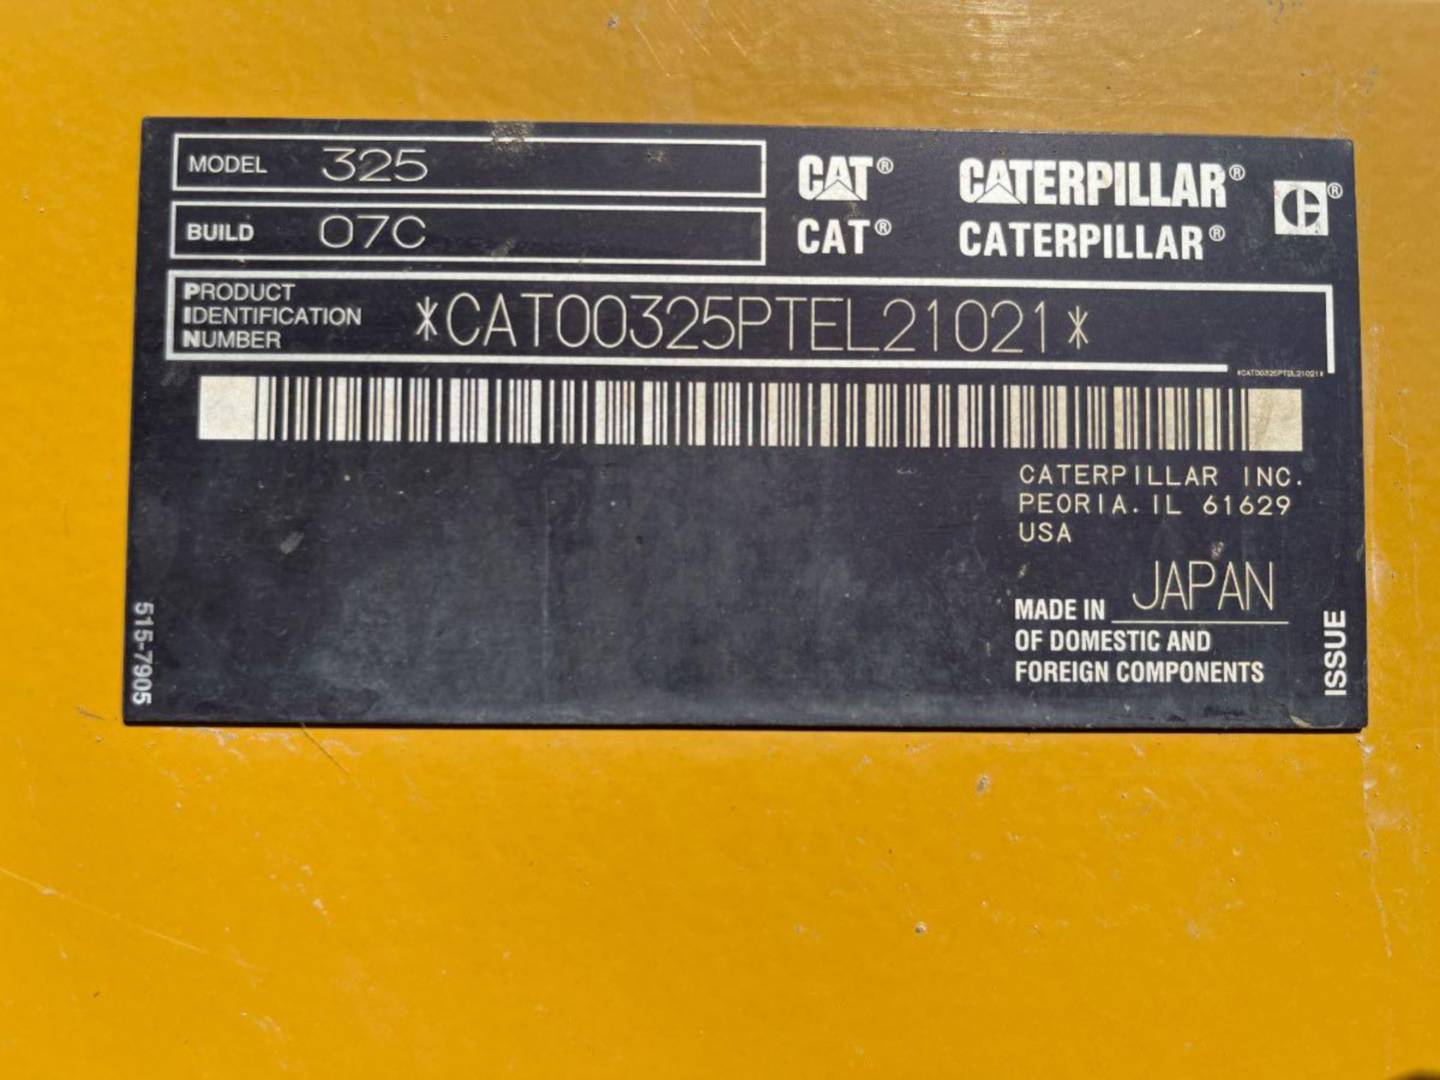 MODEL 325
BUILD 07C
CAT® CATERPILLAR® ®
CAT® CATERPILLAR®
PRODUCT
IDENTIFICATION
NUMBER
*CAT00325PTEL21021*
*CAT00325PTEL21021*
CATERPILLAR INC.
PEORIA. IL 61629
USA
MADE IN JAPAN
OF DOMESTIC AND
FOREIGN COMPONENTS
515-7905
ISSUE